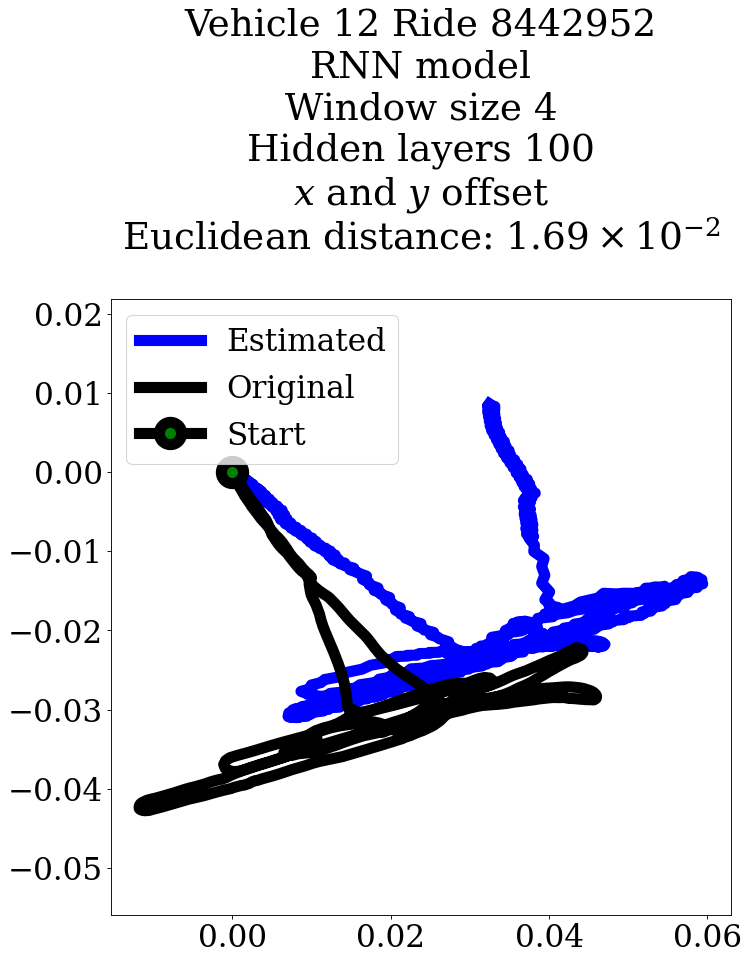 Vehicle 12 Ride 8442952
RNN model
Window size 4
Hidden layers 100
x and y offset
Euclidean distance: 1.69 × 10⁻²
Estimated
Original
Start
0.02
0.01
0.00
−0.01
−0.02
−0.03
−0.04
−0.05
0.00 0.02 0.04 0.06